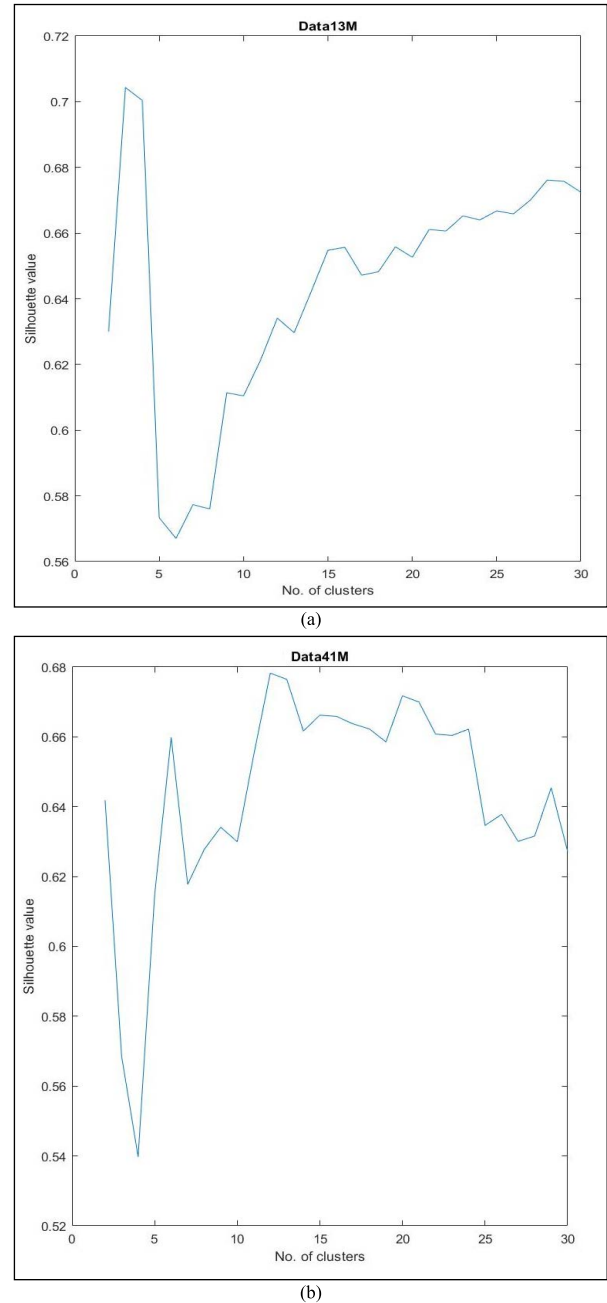 Data13M
0.72
0.7
0.68
0.66
0.64
0.62
0.6
0.58
0.56
Silhouette value
0 5 10 15 20 25 30
No. of clusters
(a)
Data41M
0.68
0.66
0.64
0.62
0.6
0.58
0.56
0.54
0.52
Silhouette value
0 5 10 15 20 25 30
No. of clusters
(b)